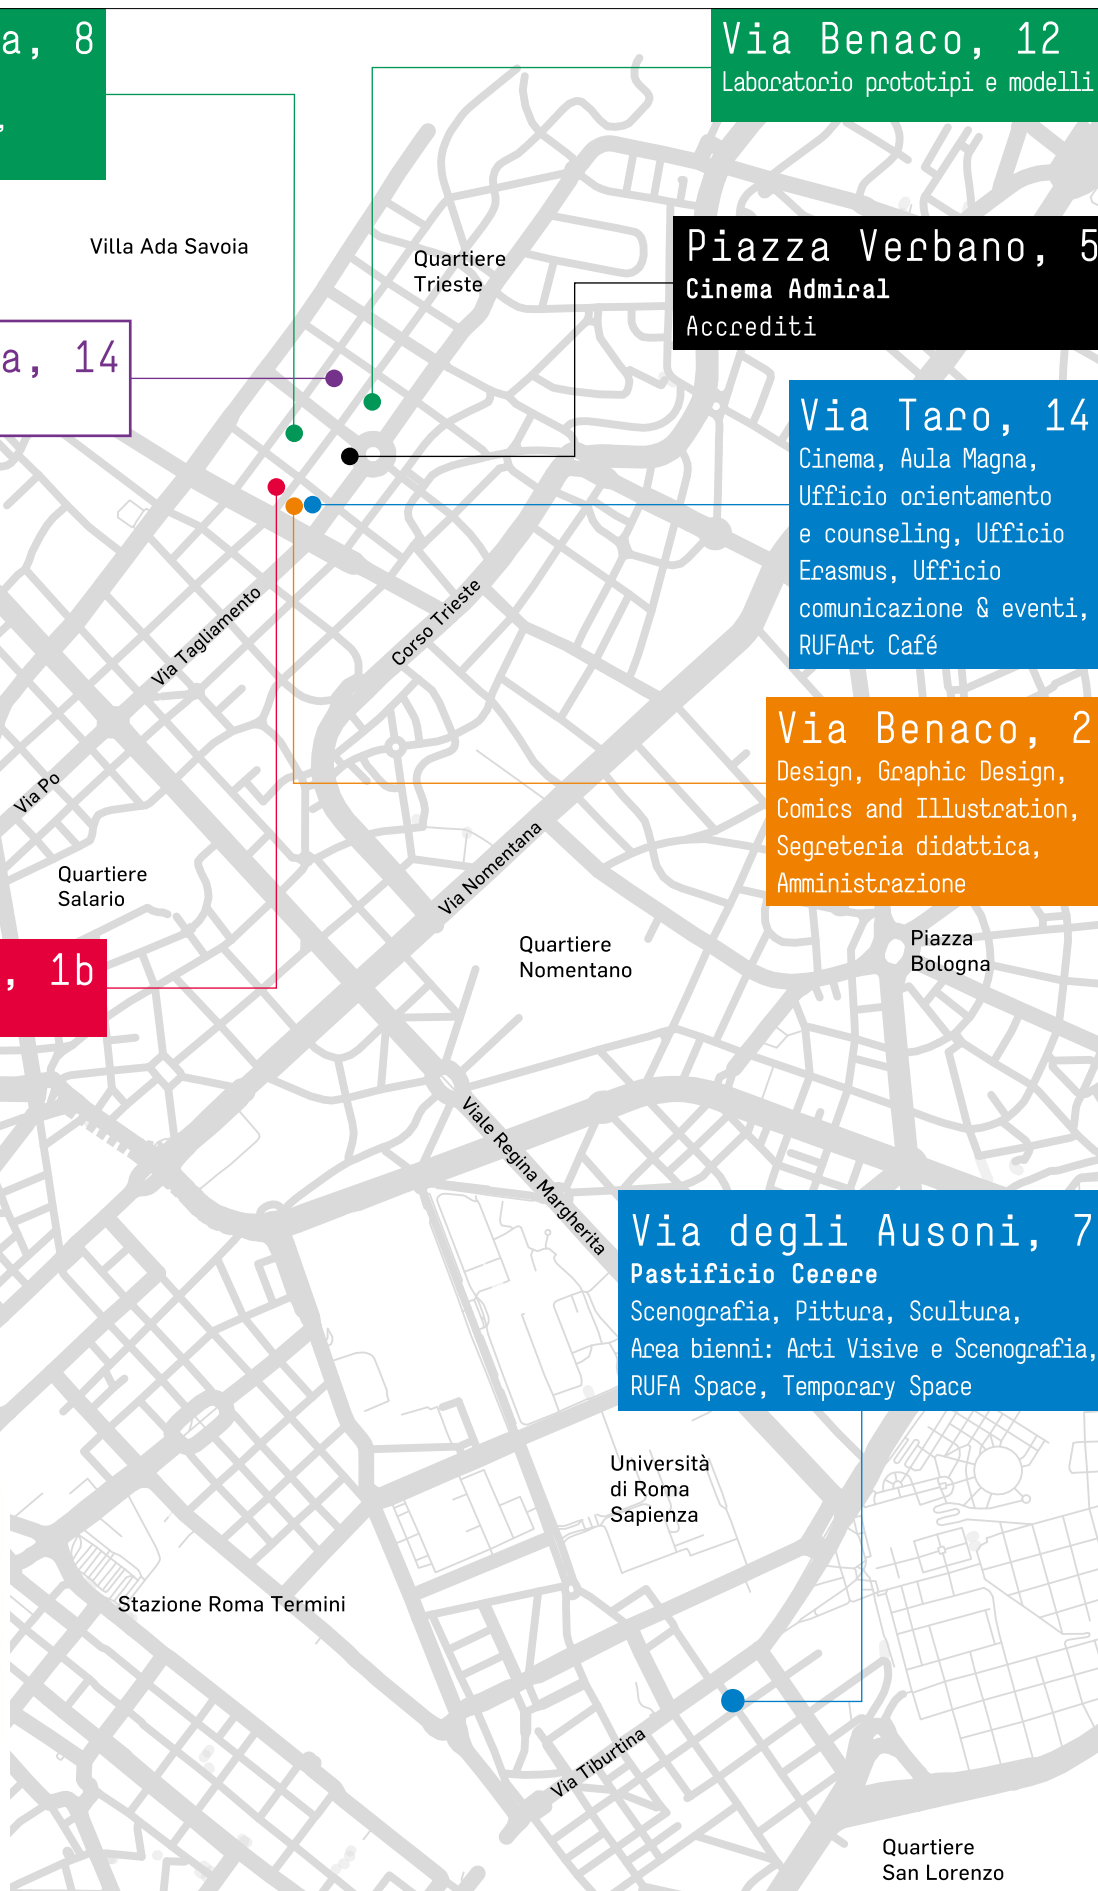 a, 8
,
Via Benaco, 12
Laboratorio prototipi e modelli
Villa Ada Savoia
Quartiere
Trieste
Piazza Verbano, 5
Cinema Admiral
Accrediti
a, 14
Via Taro, 14
Cinema, Aula Magna,
Ufficio orientamento
e counseling, Ufficio
Erasmus, Ufficio
comunicazione & eventi,
RUFArt Café
Via Tagliamento
Corso Trieste
Via Benaco, 2
Design, Graphic Design,
Comics and Illustration,
Segreteria didattica,
Amministrazione
Via Po
Via Nomentana
Quartiere
Salario
Quartiere
Nomentano
Piazza
Bologna
, 1b
Viale Regina Margherita
Via degli Ausoni, 7
Pastificio Cerere
Scenografia, Pittura, Scultura,
Area bienni: Arti Visive e Scenografia,
RUFA Space, Temporary Space
Università
di Roma
Sapienza
Stazione Roma Termini
Via Tiburtina
Quartiere
San Lorenzo